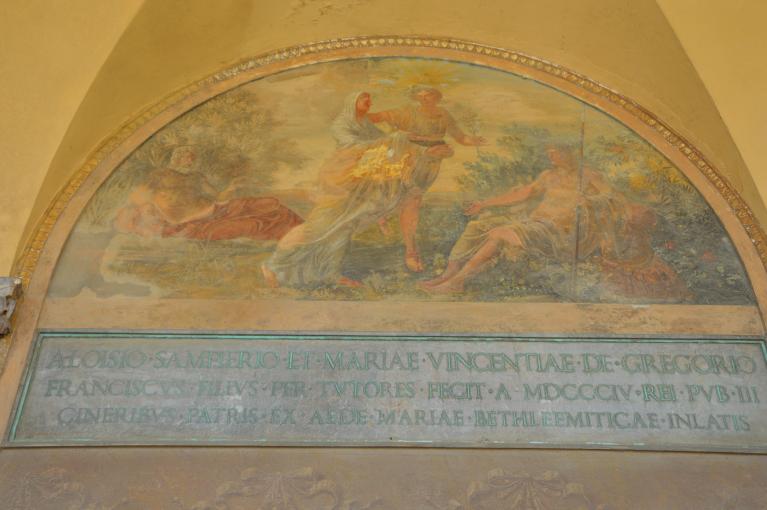 ALOISIO·SAMPIERIO·ET·MARIAE·VINCENTIAE·DE·GREGORIO
FRANCISCVS·FILIVS·PER·TVTORES·FECIT·A·MDCCCIV·REI·PVB·III
CINERIBVS·PATRIS·EX·AEDE·MARIAE·BETHLEEMITICAE·INLATIS